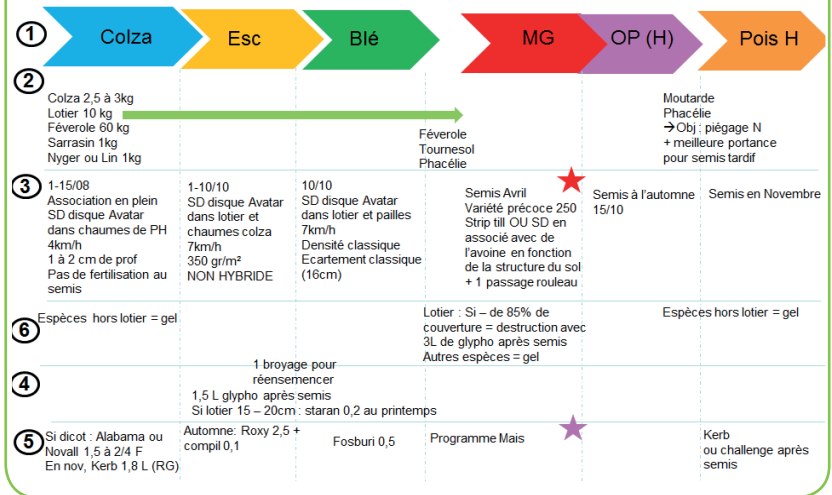 1
Colza
Esc
Blé
MG
OP (H)
Pois H
2
Colza 2,5 à 3kg
Lotier 10 kg
Féverole 60 kg
Sarrasin 1kg
Nyger ou Lin 1kg
Féverole
Tournesol
Phacélie
Moutarde
Phacélie
→Obj : piégage N
+ meilleure portance
pour semis tardif
3
1-15/08
Association en plein
SD disque Avatar
dans chaumes de PH
4km/h
1 à 2 cm de prof
Pas de fertilisation au
semis
1-10/10
SD disque Avatar
dans lotier et
chaumes colza
7km/h
350 gr/m²
NON HYBRIDE
10/10
SD disque Avatar
dans lotier et pailles
7km/h
Densité classique
Ecartement classique
(16cm)
Semis Avril
Variété précoce 250
Strip till OU SD en
associé avec de
l'avoine en fonction
de la structure du sol
+ 1 passage rouleau
Semis à l'automne
15/10
Semis en Novembre
6
Espèces hors lotier = gel
Lotier : Si – de 85% de
couverture = destruction avec
3L de glypho après semis
Autres espèces = gel
Espèces hors lotier = gel
4
1 broyage pour
réensemencer
1,5 L glypho après semis
Si lotier 15 – 20cm : staran 0,2 au printemps
5
Si dicot : Alabama ou
Novall 1,5 à 2/4 F
En nov, Kerb 1,8 L (RG)
Automne: Roxy 2,5 +
compil 0,1
Fosburi 0,5
Programme Mais
Kerb
ou challenge après
semis